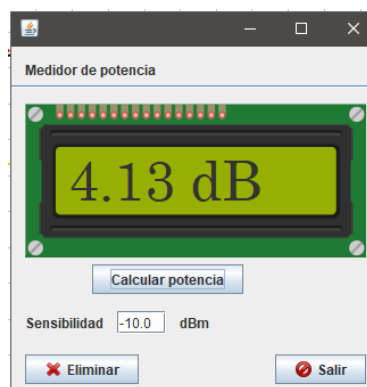 Medidor de potencia
4.13 dB
Calcular potencia
Sensibilidad -10.0 dBm
Eliminar Salir